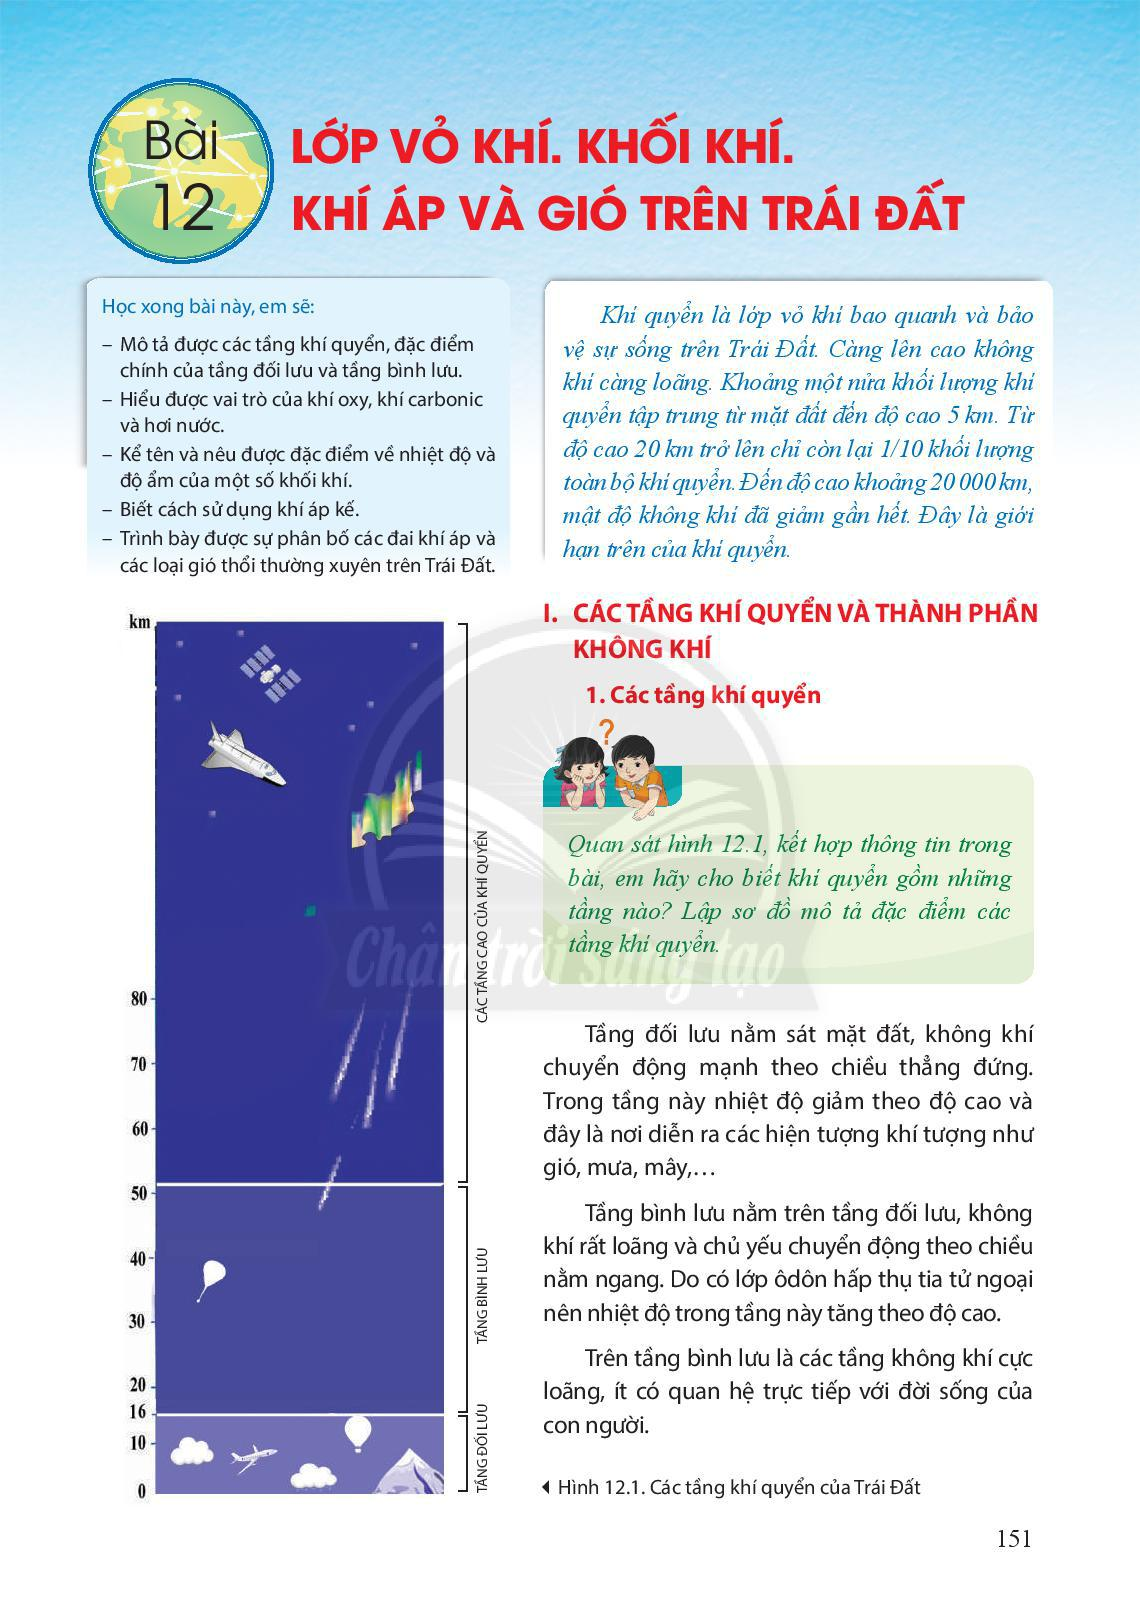 Bài
12
LỚP VỎ KHÍ. KHỐI KHÍ.
KHÍ ÁP VÀ GIÓ TRÊN TRÁI ĐẤT
Học xong bài này, em sẽ:
– Mô tả được các tầng khí quyển, đặc điểm
chính của tầng đối lưu và tầng bình lưu.
– Hiểu được vai trò của khí oxy, khí carbonic
và hơi nước.
– Kể tên và nêu được đặc điểm về nhiệt độ và
độ ẩm của một số khối khí.
– Biết cách sử dụng khí áp kế.
– Trình bày được sự phân bố các đai khí áp và
các loại gió thổi thường xuyên trên Trái Đất.
Khí quyển là lớp vỏ khí bao quanh và bảo
vệ sự sống trên Trái Đất. Càng lên cao không
khí càng loãng. Khoảng một nửa khối lượng khí
quyển tập trung từ mặt đất đến độ cao 5 km. Từ
độ cao 20 km trở lên chỉ còn lại 1/10 khối lượng
toàn bộ khí quyển. Đến độ cao khoảng 20 000 km,
mật độ không khí đã giảm gần hết. Đây là giới
hạn trên của khí quyển.
km
80
70
60
50
40
30
20
16
10
0
CÁC TẦNG CAO CỦA KHÍ QUYỂN
TẦNG BÌNH LƯU
TẦNG ĐỐI LƯU
I. CÁC TẦNG KHÍ QUYỂN VÀ THÀNH PHẦN
KHÔNG KHÍ
1. Các tầng khí quyển
?
Quan sát hình 12.1, kết hợp thông tin trong
bài, em hãy cho biết khí quyển gồm những
tầng nào? Lập sơ đồ mô tả đặc điểm các
tầng khí quyển.
Chân trời sáng tạo
Tầng đối lưu nằm sát mặt đất, không khí
chuyển động mạnh theo chiều thẳng đứng.
Trong tầng này nhiệt độ giảm theo độ cao và
đây là nơi diễn ra các hiện tượng khí tượng như
gió, mưa, mây,…
Tầng bình lưu nằm trên tầng đối lưu, không
khí rất loãng và chủ yếu chuyển động theo chiều
nằm ngang. Do có lớp ôdôn hấp thụ tia tử ngoại
nên nhiệt độ trong tầng này tăng theo độ cao.
Trên tầng bình lưu là các tầng không khí cực
loãng, ít có quan hệ trực tiếp với đời sống của
con người.
Hình 12.1. Các tầng khí quyển của Trái Đất
151